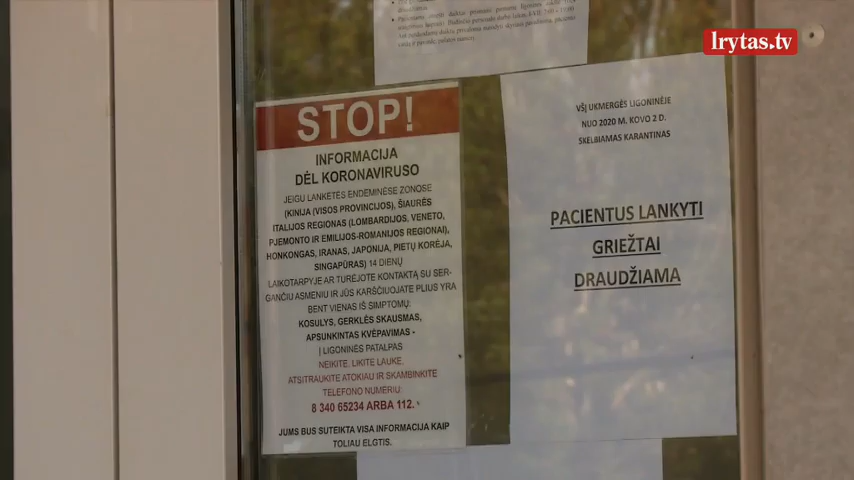 lrytas.tv
STOP!
INFORMACIJA
DĖL KORONAVIRUSO
JEIGU LANKĖTĖS ENDEMINĖSE ZONOSE
(KINIJA (VISOS PROVINCIJOS), ŠIAURĖS
ITALIJOS REGIONAS (LOMBARDIJOS, VENETO,
PJEMONTO IR EMILIJOS-ROMANIJOS REGIONAI),
HONKONGAS, IRANAS, JAPONIJA, PIETŲ KORĖJA,
SINGAPŪRAS) 14 DIENŲ
LAIKOTARPYJE AR TURĖJOTE KONTAKTĄ SU SER-
GANČIU ASMENIU IR JŪS KARŠČIUOJATE PLIUS YRA
BENT VIENAS IŠ SIMPTOMŲ:
KOSULYS, GERKLĖS SKAUSMAS,
APSUNKINTAS KVĖPAVIMAS -
Į LIGONINĖS PATALPAS
NEIKITE, LIKITE LAUKE,
ATSITRAUKITE ATOKIAU IR SKAMBINKITE
TELEFONO NUMERIU:
8 340 65234 ARBA 112.
JUMS BUS SUTEIKTA VISA INFORMACIJA KAIP
TOLIAU ELGTIS.
VŠĮ UKMERGĖS LIGONINĖJE
NUO 2020 M. KOVO 2 D.
SKELBIAMAS KARANTINAS
PACIENTUS LANKYTI
GRIEŽTAI
DRAUDŽIAMA